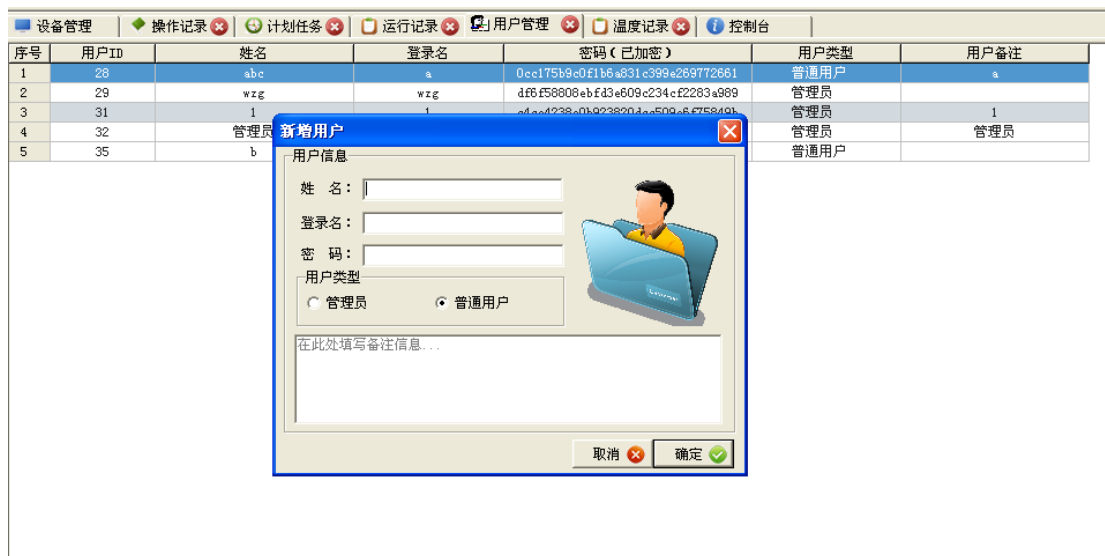 设备管理 操作记录 计划任务 运行记录 用户管理 温度记录 控制台
序号 用户ID 姓名 登录名 密码(已加密) 用户类型 用户备注
1 28 abc a 0cc175b9c0f1b6a831c399e269772661 普通用户 a
2 29 wzg wzg df6f58808ebfd3e609c234cf2283a989 管理员
3 31 1 1 管理员 1
4 32 管理员 管理员 管理员
5 35 b 普通用户
新增用户
用户信息
姓 名:
登录名:
密 码:
用户类型
管理员 普通用户
在此处填写备注信息...
取消 确定